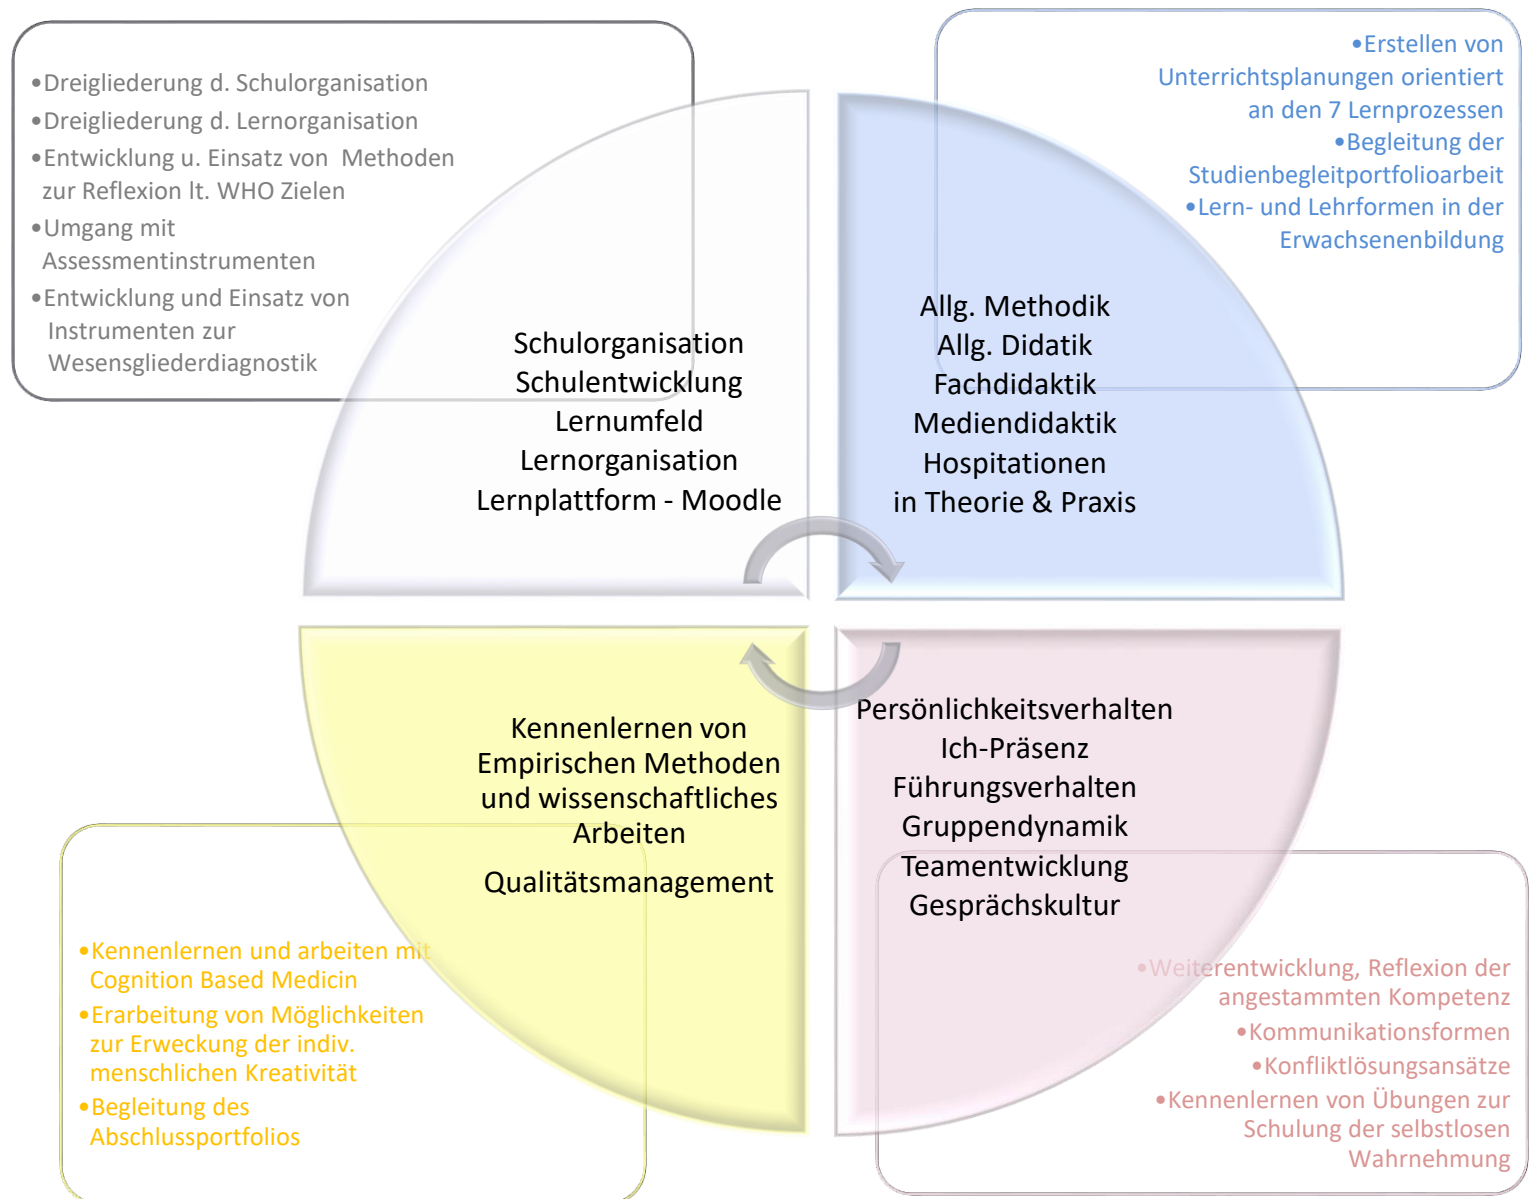 •Dreigliederung d. Schulorganisation
•Dreigliederung d. Lernorganisation
•Entwicklung u. Einsatz von Methoden
zur Reflexion lt. WHO Zielen
•Umgang mit
Assessmentinstrumenten
•Entwicklung und Einsatz von
Instrumenten zur
Wesensgliederdiagnostik
•Erstellen von
Unterrichtsplanungen orientiert
an den 7 Lernprozessen
•Begleitung der
Studienbegleitportfolioarbeit
•Lern- und Lehrformen in der
Erwachsenenbildung
Schulorganisation
Schulentwicklung
Lernumfeld
Lernorganisation
Lernplattform - Moodle
Allg. Methodik
Allg. Didatik
Fachdidaktik
Mediendidaktik
Hospitationen
in Theorie & Praxis
Kennenlernen von
Empirischen Methoden
und wissenschaftliches
Arbeiten
Qualitätsmanagement
Persönlichkeitsverhalten
Ich-Präsenz
Führungsverhalten
Gruppendynamik
Teamentwicklung
Gesprächskultur
•Kennenlernen und arbeiten mit
Cognition Based Medicin
•Erarbeitung von Möglichkeiten
zur Erweckung der indiv.
menschlichen Kreativität
•Begleitung des
Abschlussportfolios
•Weiterentwicklung, Reflexion der
angestammten Kompetenz
•Kommunikationsformen
•Konfliktlösungsansätze
•Kennenlernen von Übungen zur
Schulung der selbstlosen
Wahrnehmung